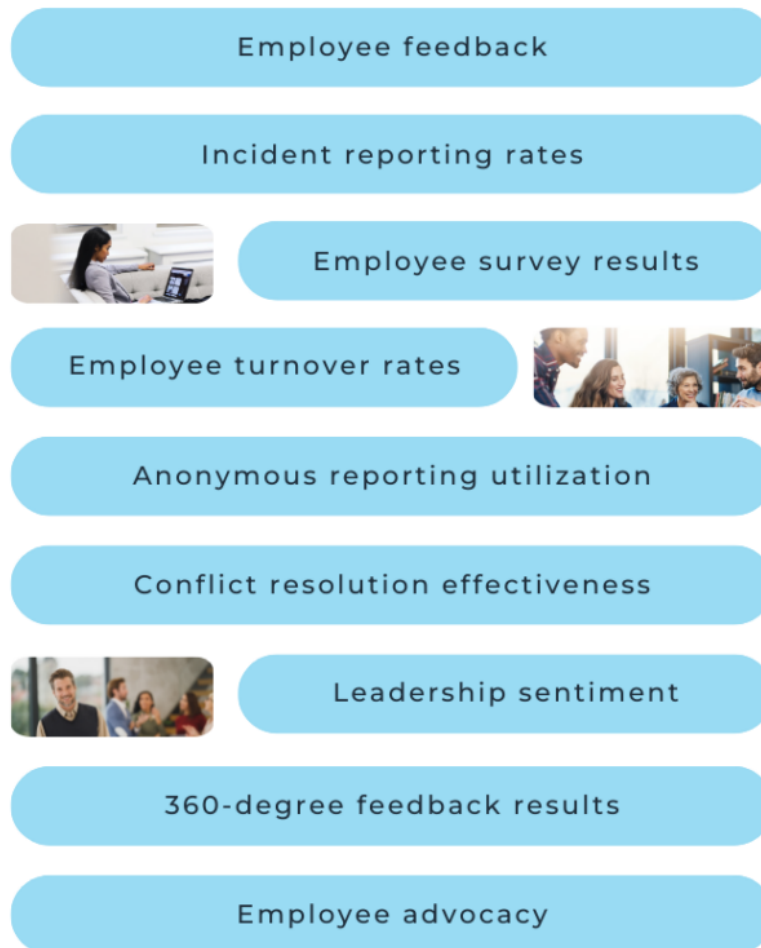 Employee feedback
Incident reporting rates
Employee survey results
Employee turnover rates
Anonymous reporting utilization
Conflict resolution effectiveness
Leadership sentiment
360-degree feedback results
Employee advocacy